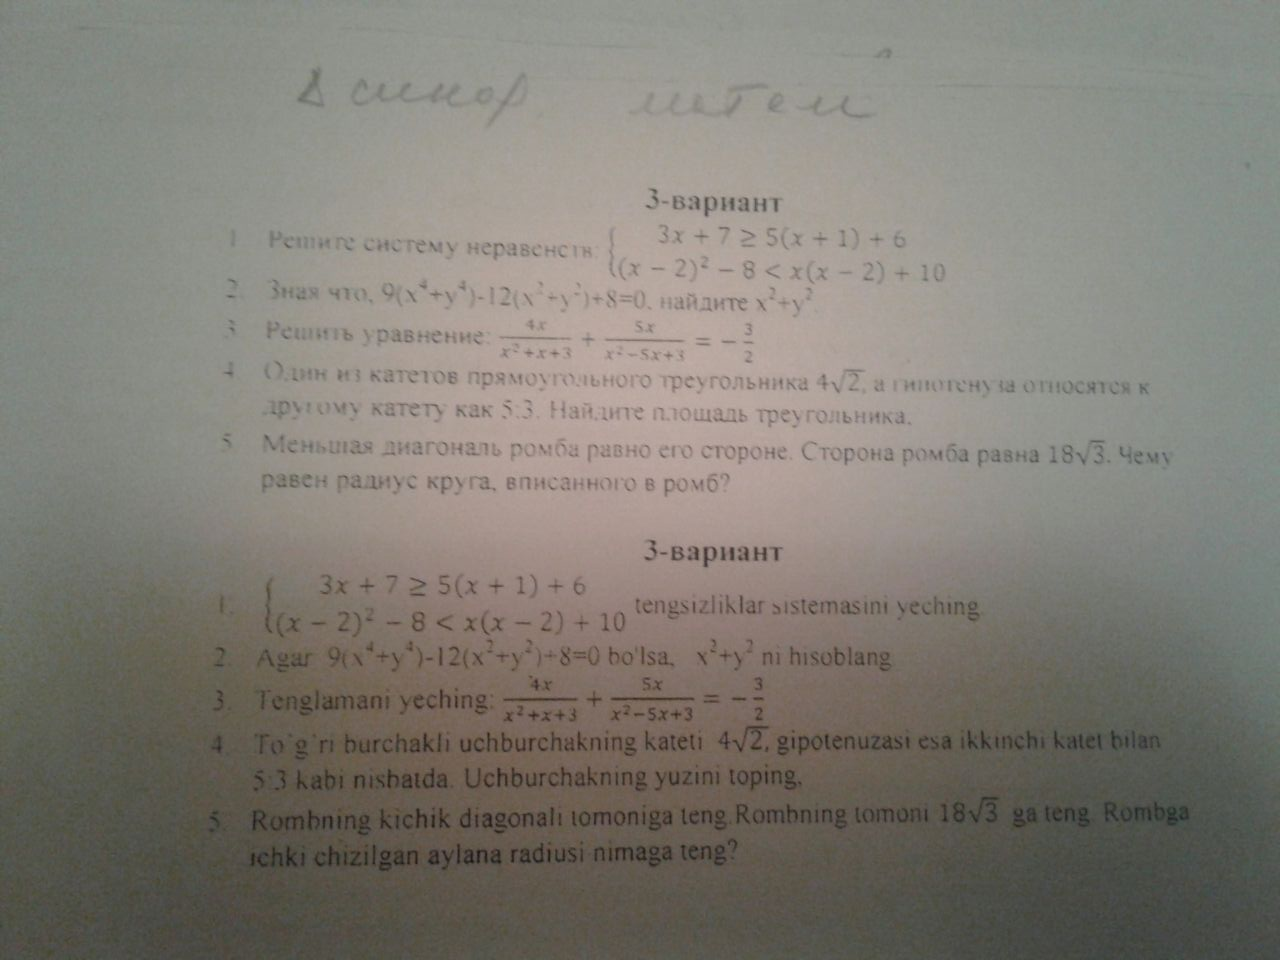 8 синф матем
3-вариант
1 Решите систему неравенств: { 3x + 7 ≥ 5(x + 1) + 6
(x − 2)² − 8 < x(x − 2) + 10
2. Зная что, 9(x⁴+y⁴)-12(x²+y²)+8=0. найдите x²+y².
3 Решить уравнение: 4x/(x²+x+3) + 5x/(x²−5x+3) = −3/2
4 Один из катетов прямоугольного треугольника 4√2, а гипотенуза относятся к
другому катету как 5:3. Найдите площадь треугольника.
5 Меньшая диагональ ромба равно его стороне. Сторона ромба равна 18√3. Чему
равен радиус круга, вписанного в ромб?
3-вариант
1. { 3x + 7 ≥ 5(x + 1) + 6
(x − 2)² − 8 < x(x − 2) + 10 tengsizliklar sistemasini yeching
2. Agar 9(x⁴+y⁴)-12(x²+y²)+8=0 bo'lsa, x²+y² ni hisoblang
3. Tenglamani yeching: 4x/(x²+x+3) + 5x/(x²−5x+3) = −3/2
4. To`g`ri burchakli uchburchakning kateti 4√2, gipotenuzasi esa ikkinchi katet bilan
5:3 kabi nisbatda. Uchburchakning yuzini toping,
5. Rombning kichik diagonali tomoniga teng.Rombning tomoni 18√3 ga teng. Rombga
ichki chizilgan aylana radiusi nimaga teng?